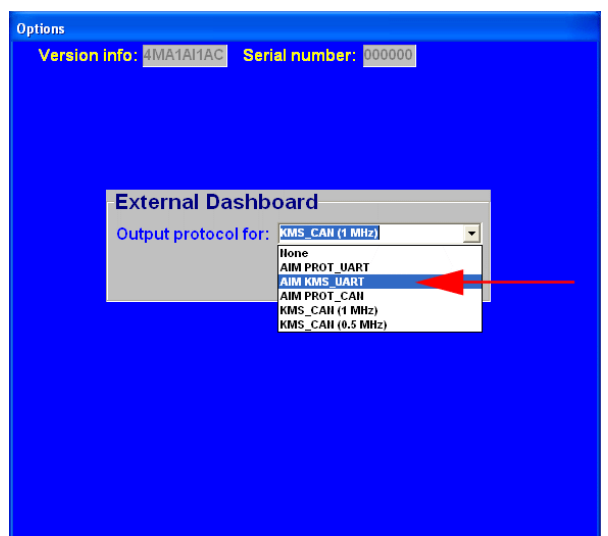 Options
Version info: 4MA1AI1AC Serial number: 000000
External Dashboard
Output protocol for: KMS_CAN (1 MHz)
None
AIM PROT_UART
AIM KMS_UART
AIM PROT_CAN
KMS_CAN (1 MHz)
KMS_CAN (0.5 MHz)